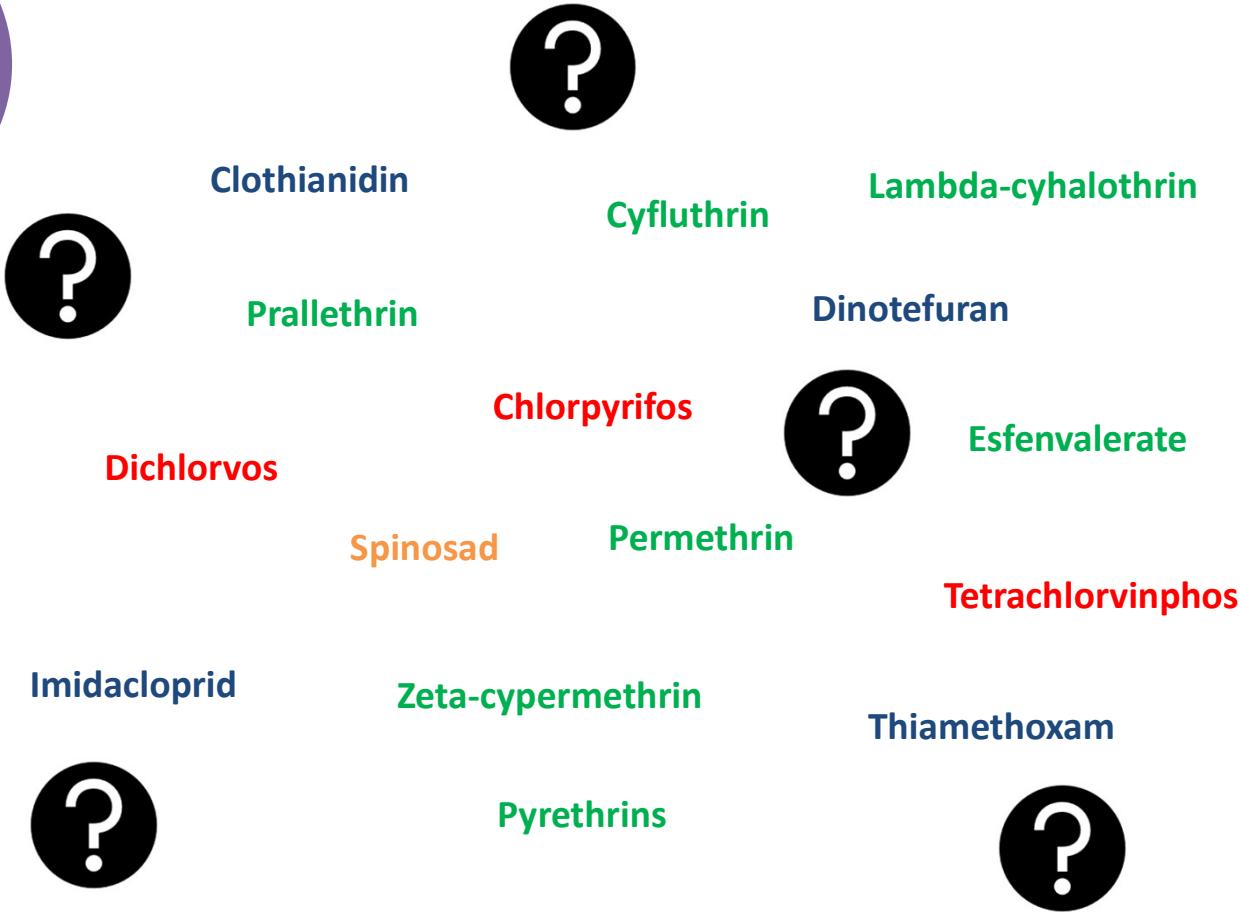 ?
Clothianidin
Lambda-cyhalothrin
Cyfluthrin
?
Prallethrin
Dinotefuran
Chlorpyrifos
?
Esfenvalerate
Dichlorvos
Permethrin
Spinosad
Tetrachlorvinphos
Imidacloprid
Zeta-cypermethrin
Thiamethoxam
Pyrethrins
?
?